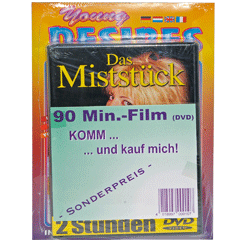 Young
DESIRES
Das
Miststück
90 Min.-Film (DVD)
KOMM ...
... und kauf mich!
- SONDERPREIS -
2 Stunden
DVD